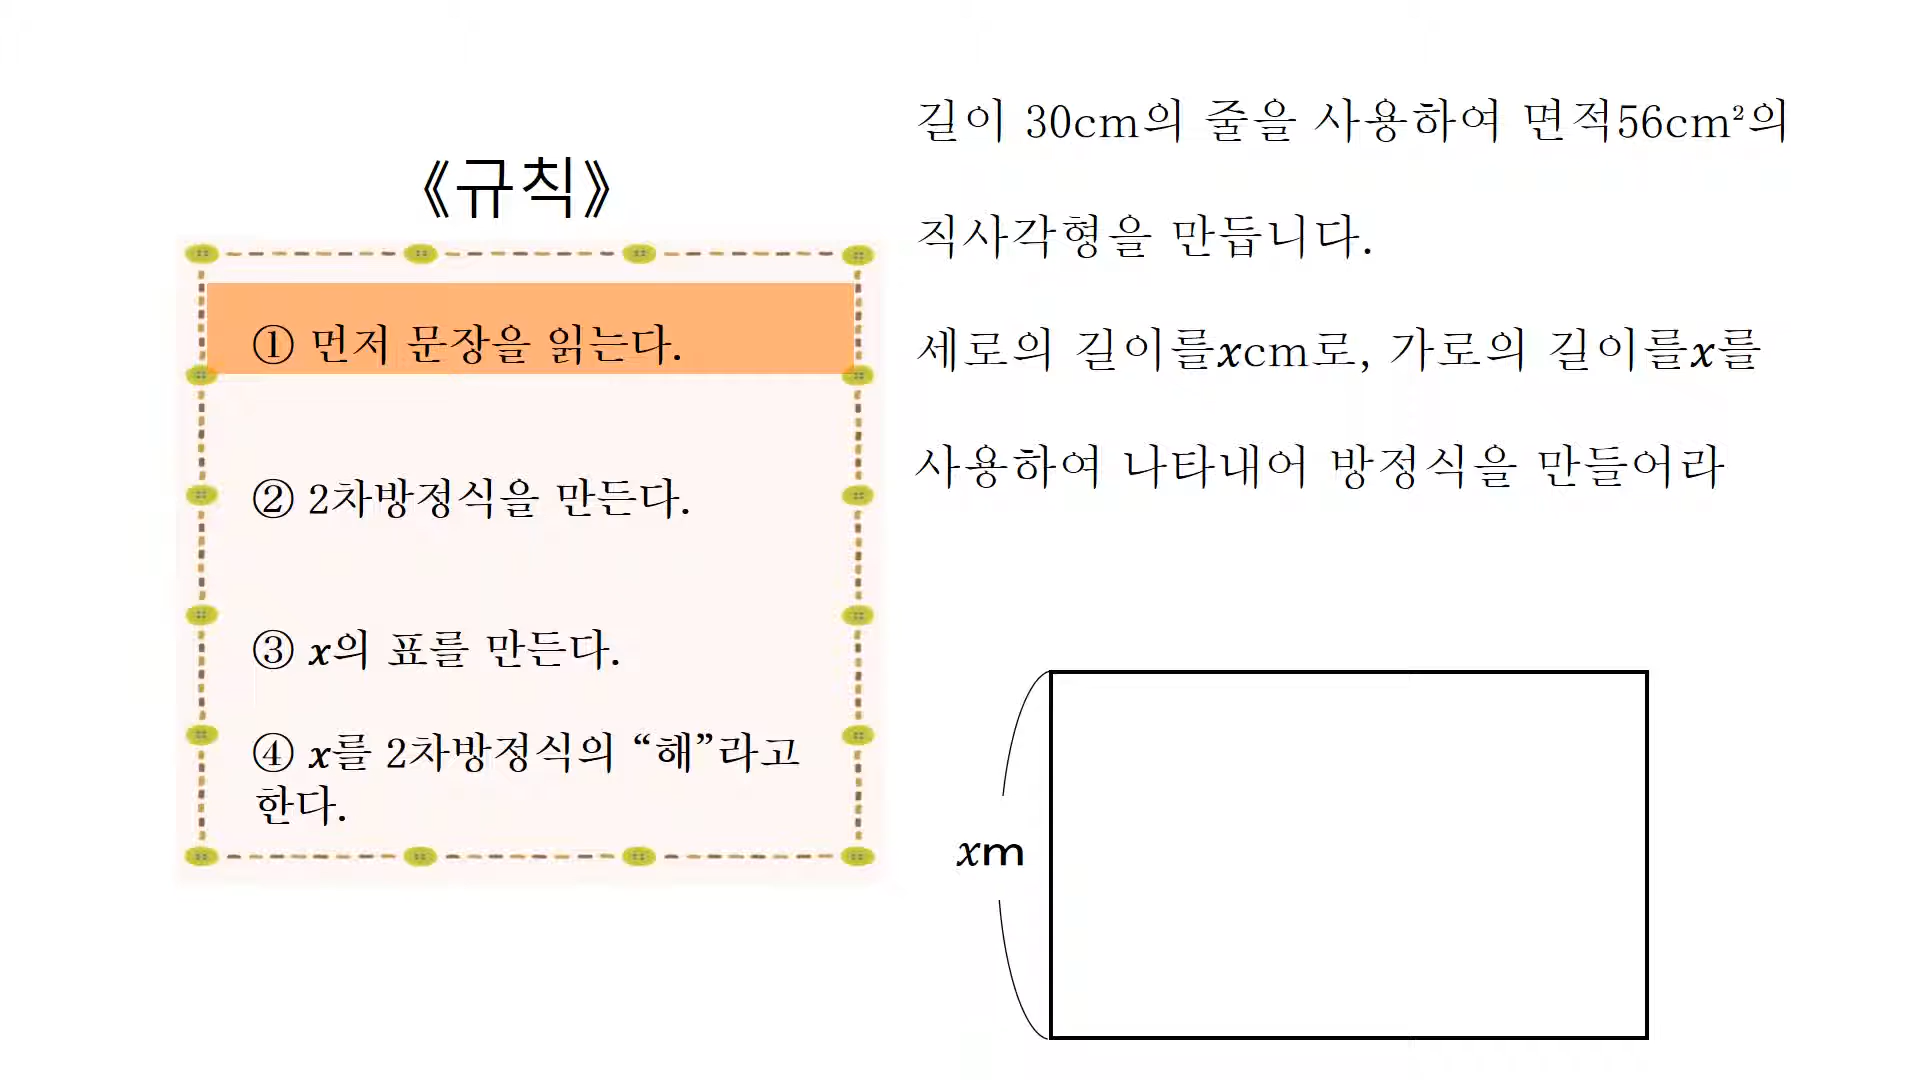 《규칙》
① 먼저 문장을 읽는다.
② 2차방정식을 만든다.
③ x의 표를 만든다.
④ x를 2차방정식의 “해”라고
한다.
길이 30cm의 줄을 사용하여 면적56cm²의
직사각형을 만듭니다.
세로의 길이를xcm로, 가로의 길이를x를
사용하여 나타내어 방정식을 만들어라
xm